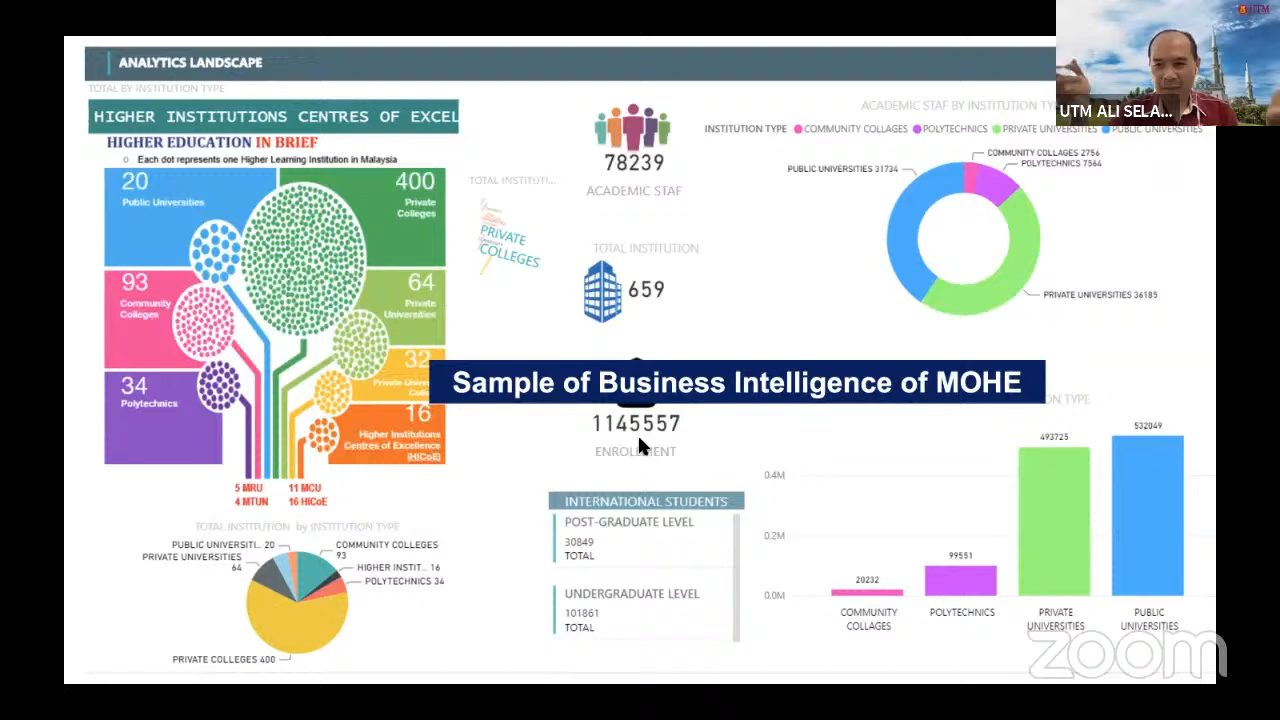 UTM
UTM ALI SELA...
ANALYTICS LANDSCAPE
TOTAL BY INSTITUTION TYPE
HIGHER INSTITUTIONS CENTRES OF EXCEL
HIGHER EDUCATION IN BRIEF
Each dot represents one Higher Learning Institution in Malaysia
20
Public Universities
400
Private
Colleges
93
Community
Colleges
64
Private
Universities
34
Polytechnics
32
Private
16
Higher Institutions
Centres of Excellence
(HICoE)
5 MRU
11 MCU
4 MTUN
16 HICoE
TOTAL INSTITUTION by INSTITUTION TYPE
PUBLIC UNIVERSITI... 20
PRIVATE UNIVERSITIES
64
COMMUNITY COLLEGES
93
HIGHER INSTIT... 16
POLYTECHNICS 34
PRIVATE COLLEGES 400
TOTAL INSTITUTI...
PRIVATE
COLLEGES
78239
ACADEMIC STAF
TOTAL INSTITUTION
659
Sample of Business Intelligence of MOHE
1145557
ENROLLMENT
INTERNATIONAL STUDENTS
POST-GRADUATE LEVEL
30849
TOTAL
UNDERGRADUATE LEVEL
101861
TOTAL
ACADEMIC STAF BY INSTITUTION TY
INSTITUTION TYPE COMMUNITY COLLAGES POLYTECHNICS PRIVATE UNIVERSITIES PUBLIC UNIVERSITIES
COMMUNITY COLLAGES 2756
POLYTECHNICS 7564
PUBLIC UNIVERSITIES 31734
PRIVATE UNIVERSITIES 36185
TYPE
0.4M
0.2M
0.0M
20232
99551
493725
532049
COMMUNITY
COLLAGES
POLYTECHNICS
PRIVATE
UNIVERSITIES
PUBLIC
UNIVERSITIES
zoom